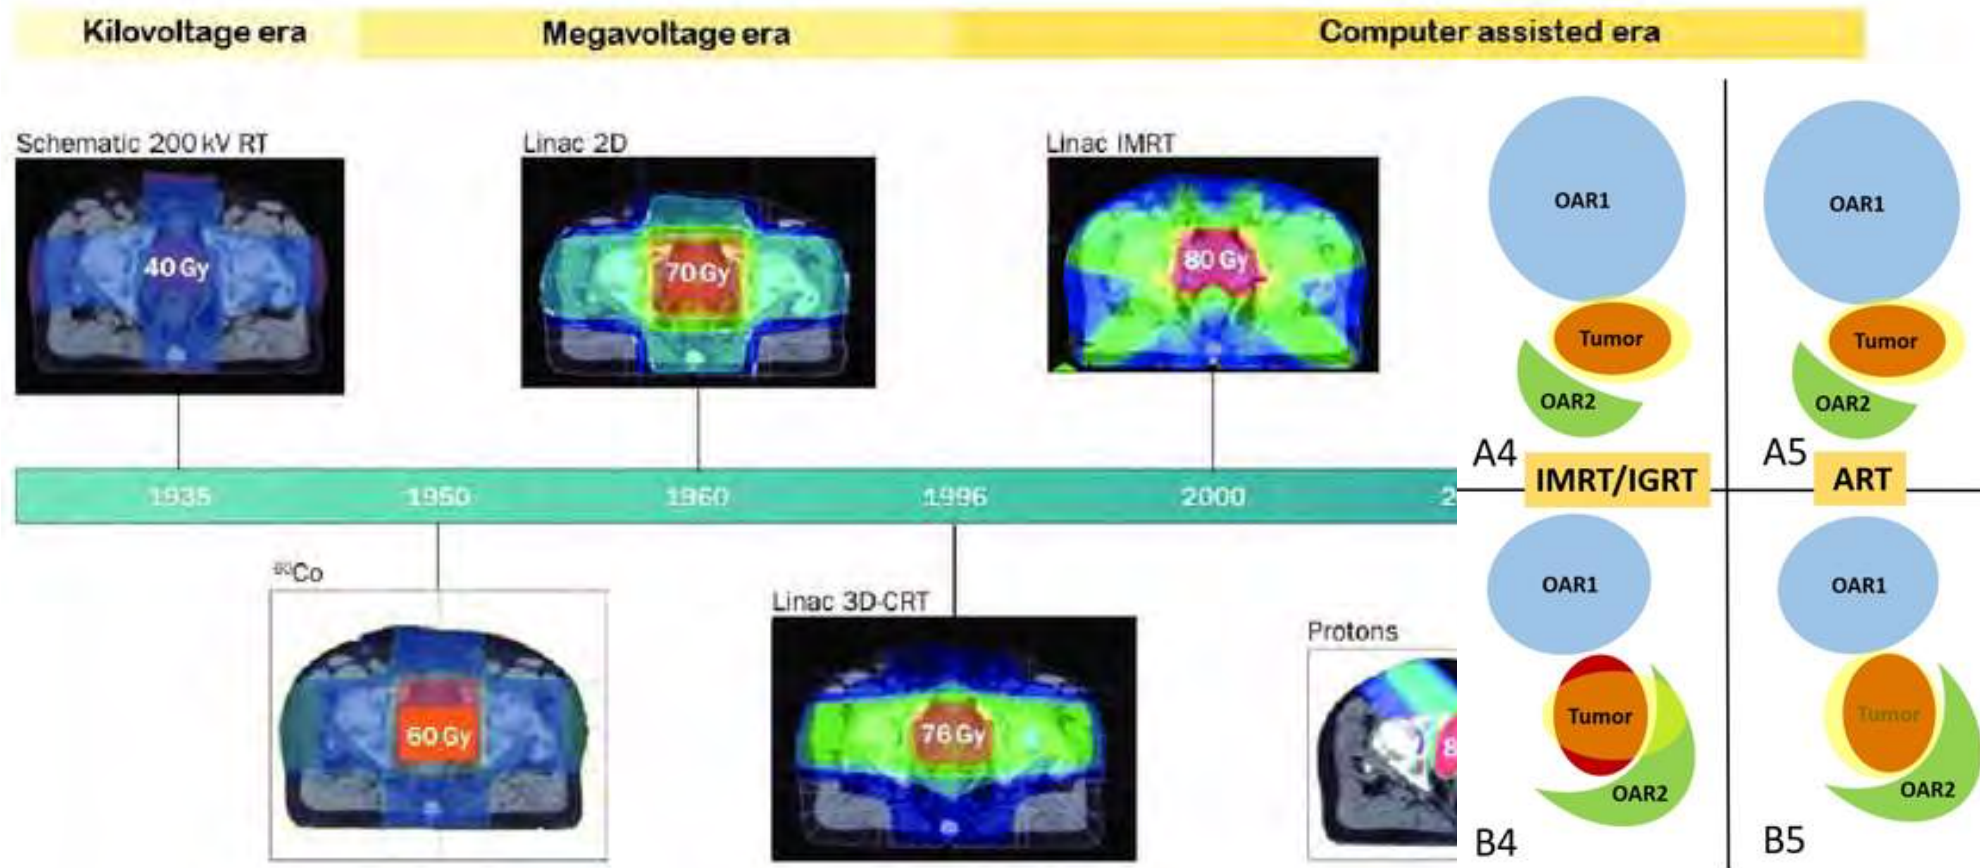 Kilovoltage era
Megavoltage era
Computer assisted era
Schematic 200 kV RT
Linac 2D
Linac IMRT
40 Gy
70 Gy
80 Gy
1935
1950
1960
1996
2000
2
⁶⁰Co
Linac 3D-CRT
Protons
60 Gy
76 Gy
8
OAR1
OAR1
Tumor
Tumor
OAR2
OAR2
A4
A5
IMRT/IGRT
ART
OAR1
OAR1
Tumor
Tumor
OAR2
OAR2
B4
B5